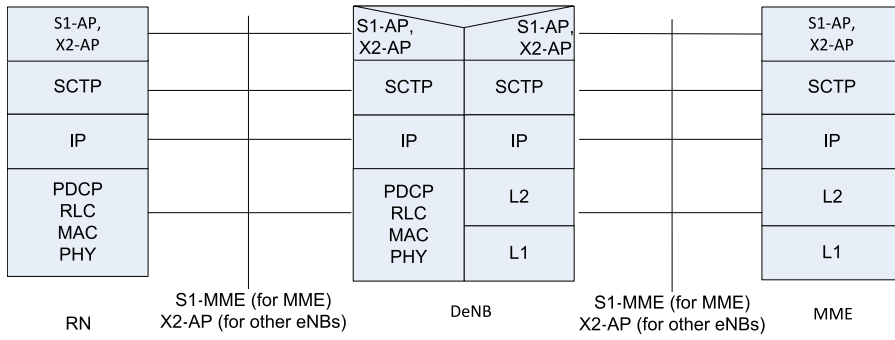 S1-AP,
X2-AP
SCTP
IP
PDCP
RLC
MAC
PHY
RN
S1-MME (for MME)
X2-AP (for other eNBs)
S1-AP,
X2-AP
SCTP
IP
PDCP
RLC
MAC
PHY
S1-AP,
X2-AP
SCTP
IP
L2
L1
DeNB
S1-MME (for MME)
X2-AP (for other eNBs)
S1-AP,
X2-AP
SCTP
IP
L2
L1
MME